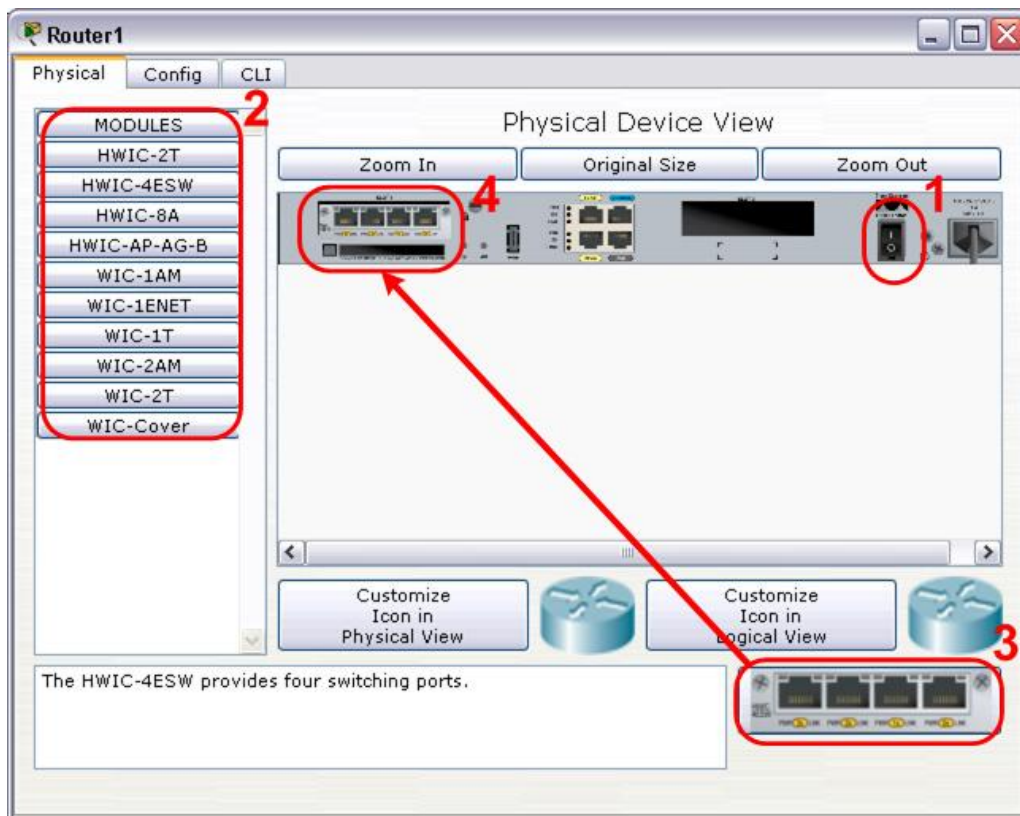 Router1
Physical
Config
CLI
2
MODULES
HWIC-2T
HWIC-4ESW
HWIC-8A
HWIC-AP-AG-B
WIC-1AM
WIC-1ENET
WIC-1T
WIC-2AM
WIC-2T
WIC-Cover
Physical Device View
Zoom In
Original Size
Zoom Out
4
1
Customize
Icon in
Physical View
Customize
Icon in
Logical View
3
The HWIC-4ESW provides four switching ports.